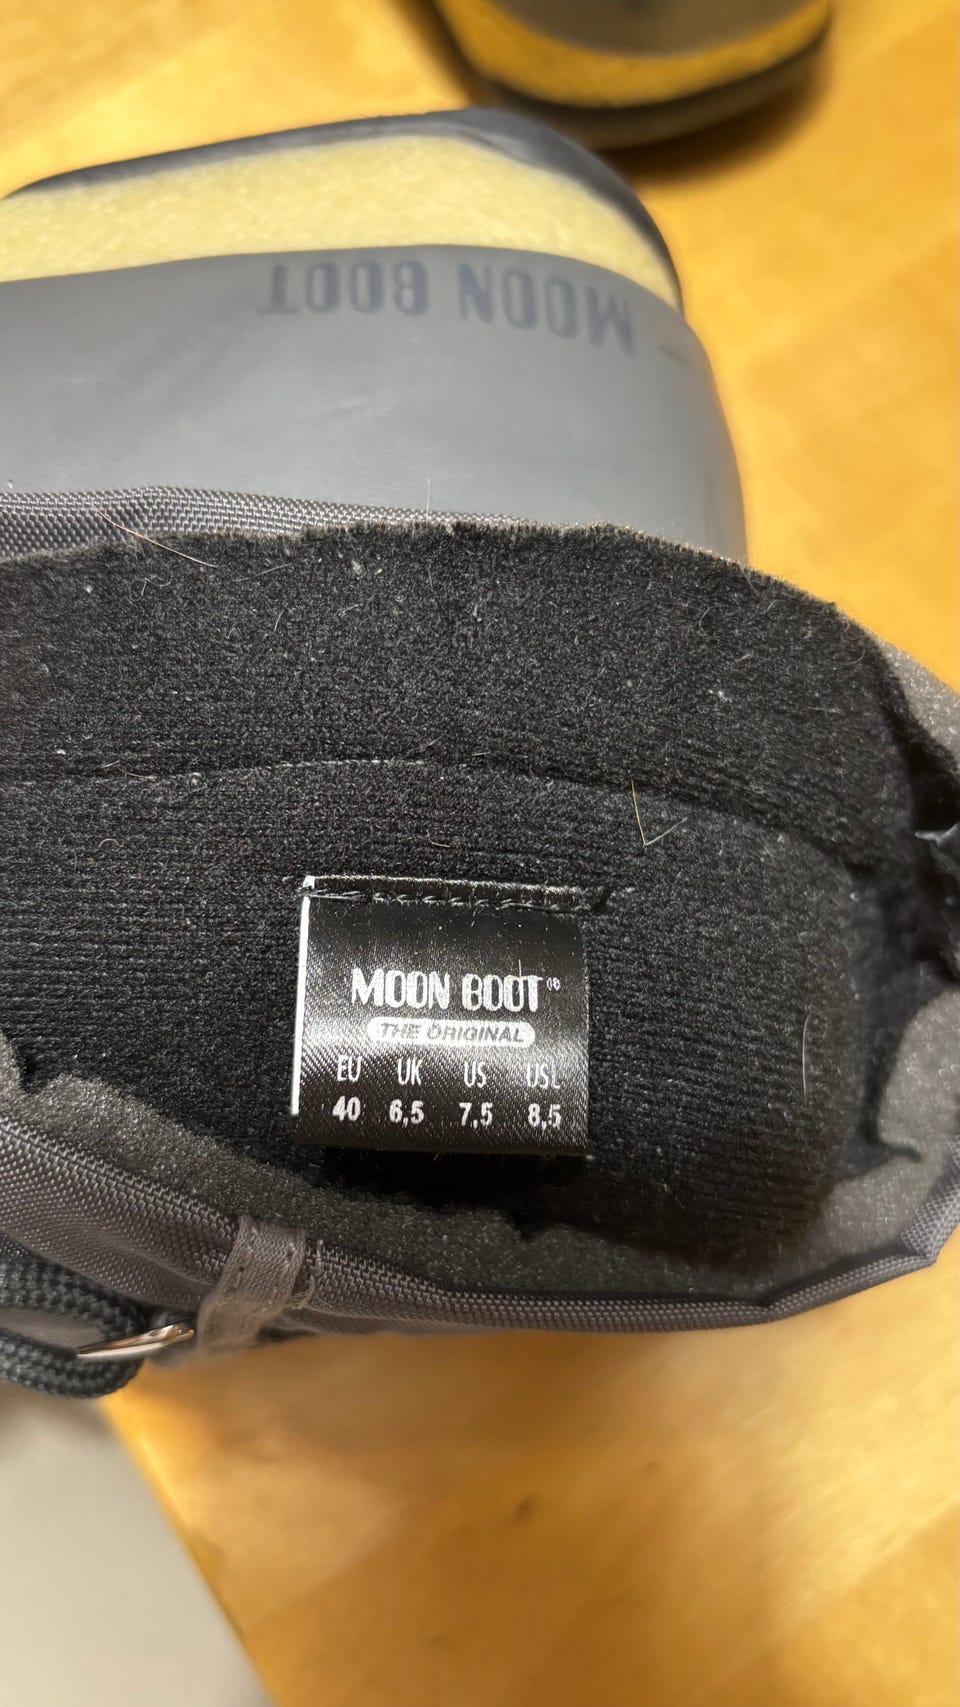 MOON BOOT
MOON BOOT®
THE ORIGINAL
EU UK US USL
40 6,5 7,5 8,5